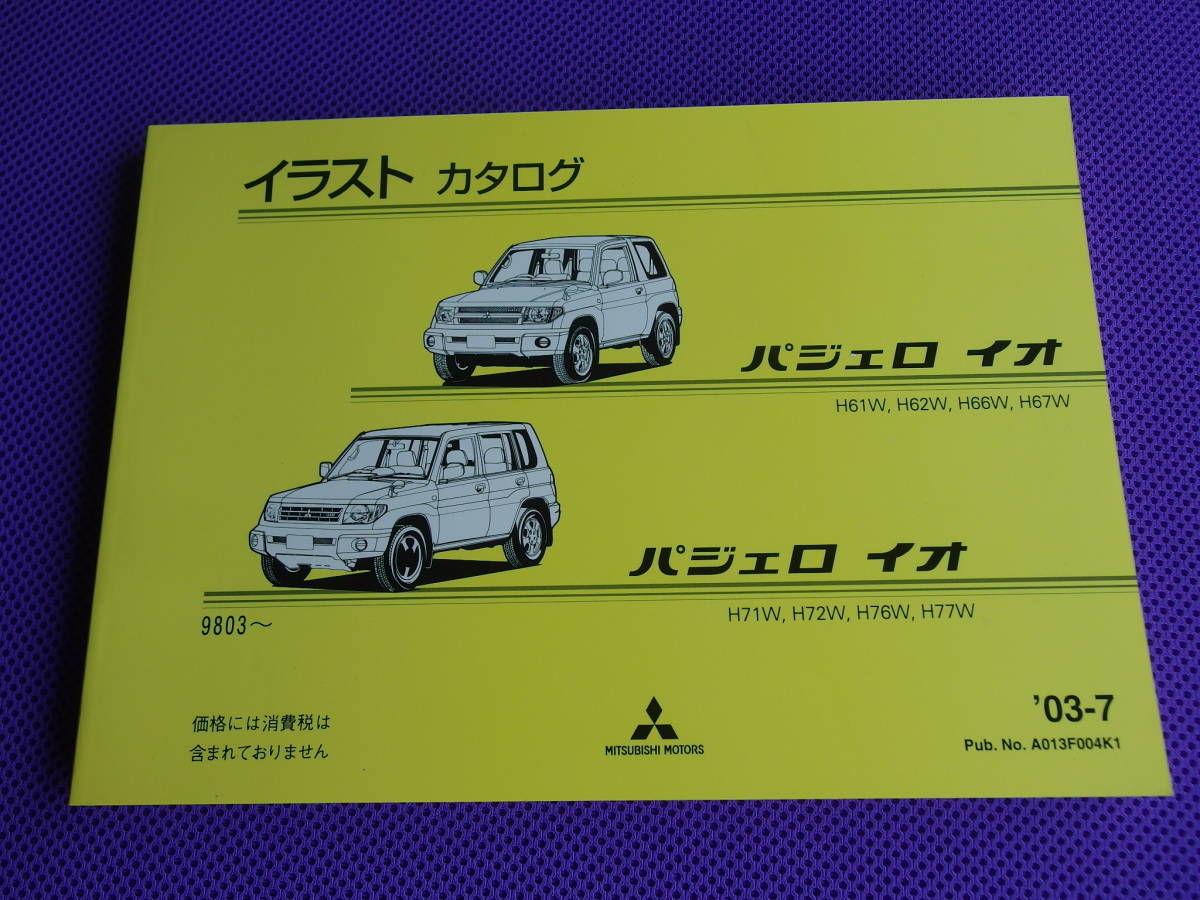 イラスト カタログ
パジェロ イオ
H61W, H62W, H66W, H67W
パジェロ イオ
H71W, H72W, H76W, H77W
9803～
価格には消費税は
含まれておりません
MITSUBISHI MOTORS
'03-7
Pub. No. A013F004K1